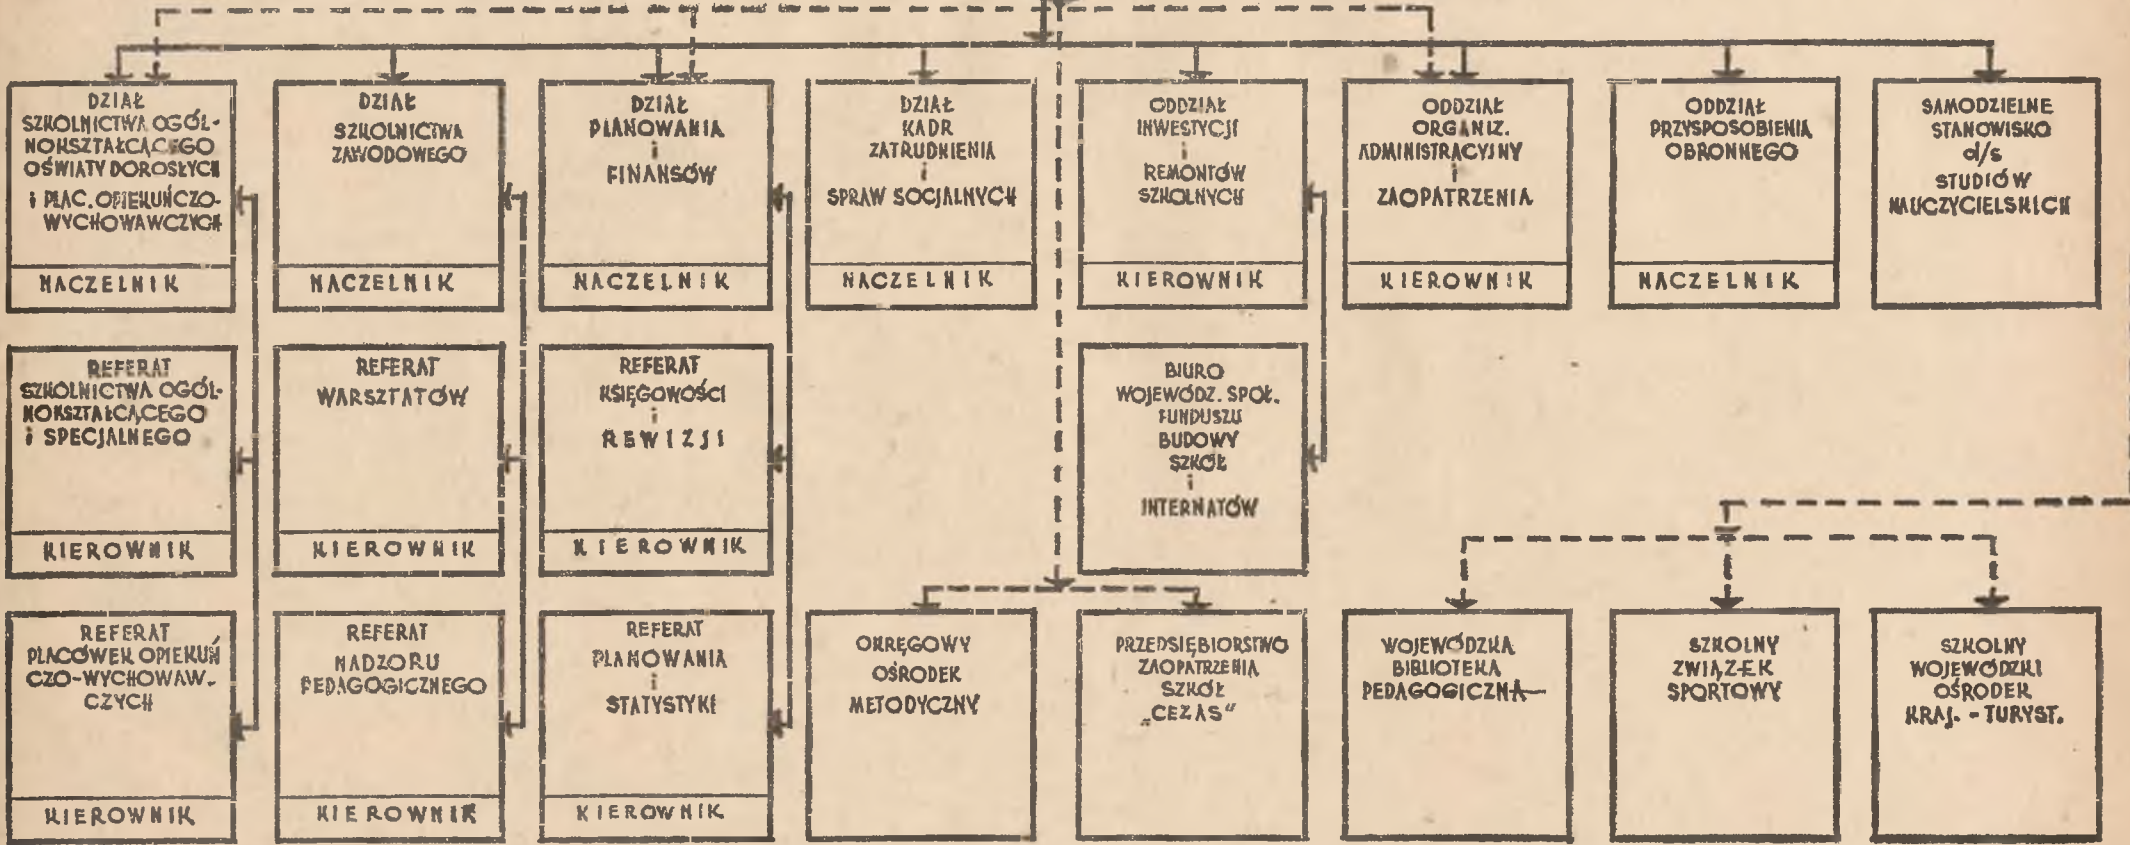 DZIAŁ
SZKOLNICTWA OGÓL-
NOKSZTAŁCĄCEGO
OŚWIATY DOROSŁYCH
i PLAC. OPIEKUŃCZO-
WYCHOWAWCZYCH
NACZELNIK
DZIAŁ
SZKOLNICTWA
ZAWODOWEGO
NACZELNIK
DZIAŁ
PLANOWANIA
i
FINANSÓW
NACZELNIK
DZIAŁ
KADR
ZATRUDNIENIA
i
SPRAW SOCJALNYCH
NACZELNIK
ODDZIAŁ
INWESTYCJI
i
REMONTÓW
SZKOLNYCH
KIEROWNIK
ODDZIAŁ
ORGANIZ.
ADMINISTRACYJNY
i
ZAOPATRZENIA
KIEROWNIK
ODDZIAŁ
PRZYSPOSOBIENIA
OBRONNEGO
NACZELNIK
SAMODZIELNE
STANOWISKO
d/s
STUDIÓW
NAUCZYCIELSKICH
REFERAT
SZKOLNICTWA OGÓL-
NOKSZTAŁCĄCEGO
i SPECJALNEGO
KIEROWNIK
REFERAT
WARSZTATÓW
KIEROWNIK
REFERAT
KSIĘGOWOŚCI
i
REWIZJI
KIEROWNIK
BIURO
WOJEWÓDZ. SPOŁ.
FUNDUSZU
BUDOWY
SZKÓŁ
i
INTERNATÓW
REFERAT
PLACÓWEK OPIEKUŃ
CZO-WYCHOWAW-
CZYCH
KIEROWNIK
REFERAT
NADZORU
PEDAGOGICZNEGO
KIEROWNIK
REFERAT
PLANOWANIA
i
STATYSTYKI
KIEROWNIK
OKRĘGOWY
OŚRODEK
METODYCZNY
PRZEDSIĘBIORSTWO
ZAOPATRZENIA
SZKÓŁ
„CEZAS"
WOJEWÓDZKA
BIBLIOTEKA
PEDAGOGICZNA
SZKOLNY
ZWIĄZEK
SPORTOWY
SZKOLNY
WOJEWÓDZKI
OŚRODEK
KRAJ. - TURYST.